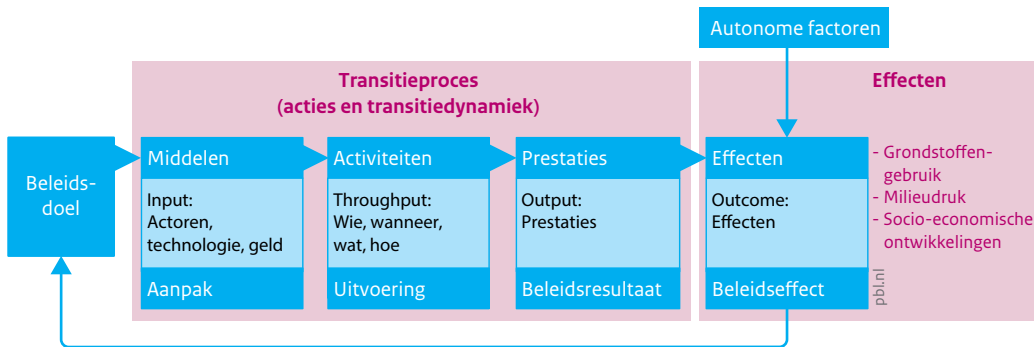 Autonome factoren
Transitieproces
(acties en transitiedynamiek)
Effecten
Beleids-
doel
Middelen
Input:
Actoren,
technologie, geld
Aanpak
Activiteiten
Throughput:
Wie, wanneer,
wat, hoe
Uitvoering
Prestaties
Output:
Prestaties
Beleidsresultaat
Effecten
Outcome:
Effecten
Beleidseffect
- Grondstoffen-
gebruik
- Milieudruk
- Socio-economische
ontwikkelingen
pbl.nl